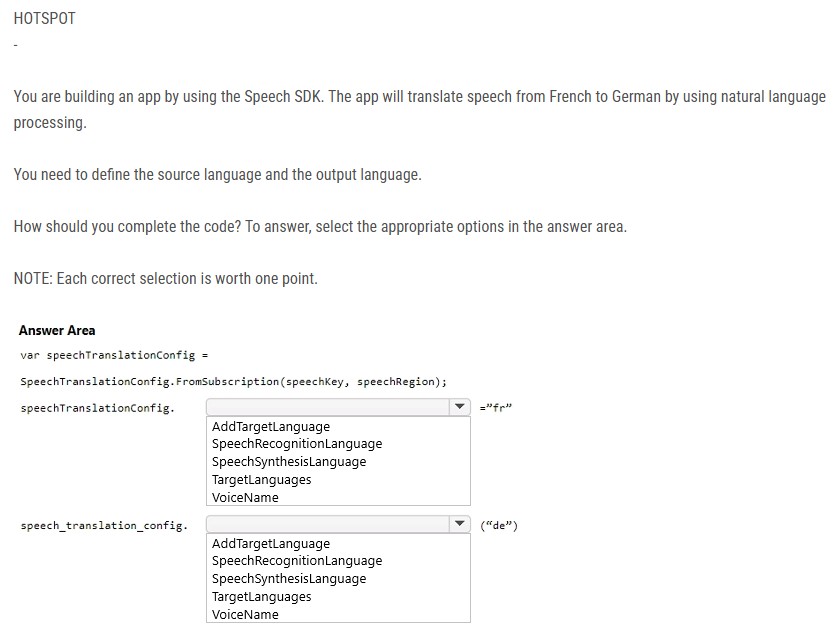 HOTSPOT
-
You are building an app by using the Speech SDK. The app will translate speech from French to German by using natural language
processing.
You need to define the source language and the output language.
How should you complete the code? To answer, select the appropriate options in the answer area.
NOTE: Each correct selection is worth one point.
Answer Area
var speechTranslationConfig =
SpeechTranslationConfig.FromSubscription(speechKey, speechRegion);
speechTranslationConfig. =”fr”
AddTargetLanguage
SpeechRecognitionLanguage
SpeechSynthesisLanguage
TargetLanguages
VoiceName
speech_translation_config. (“de”)
AddTargetLanguage
SpeechRecognitionLanguage
SpeechSynthesisLanguage
TargetLanguages
VoiceName